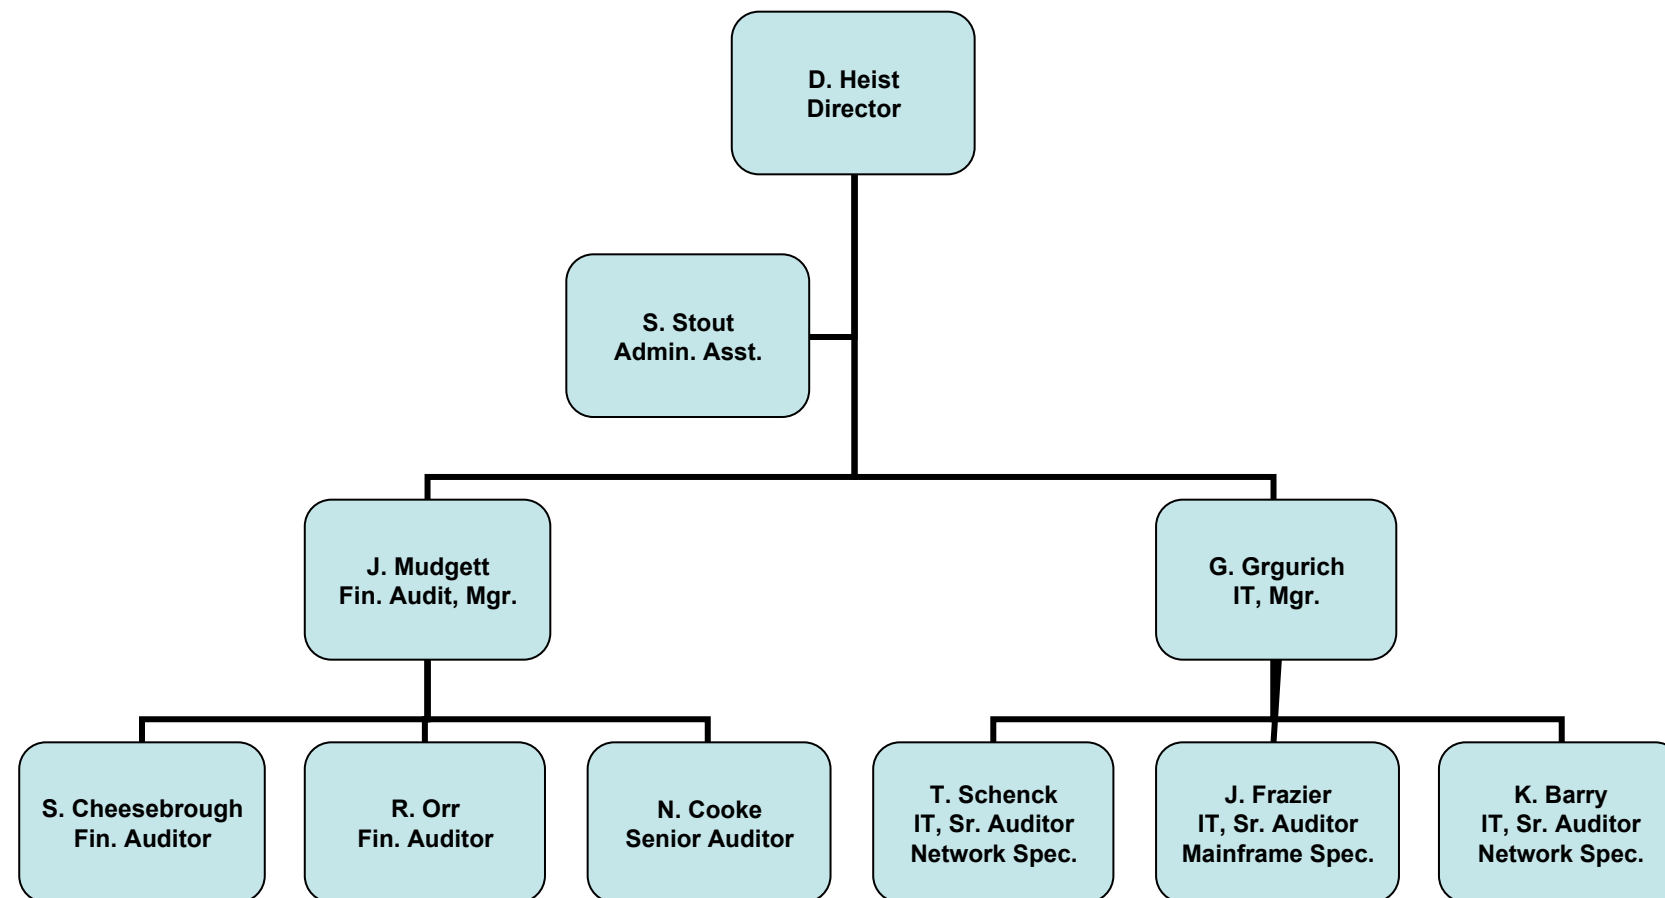 D. Heist
Director
S. Stout
Admin. Asst.
J. Mudgett
Fin. Audit, Mgr.
G. Grgurich
IT, Mgr.
S. Cheesebrough
Fin. Auditor
R. Orr
Fin. Auditor
N. Cooke
Senior Auditor
T. Schenck
IT, Sr. Auditor
Network Spec.
J. Frazier
IT, Sr. Auditor
Mainframe Spec.
K. Barry
IT, Sr. Auditor
Network Spec.